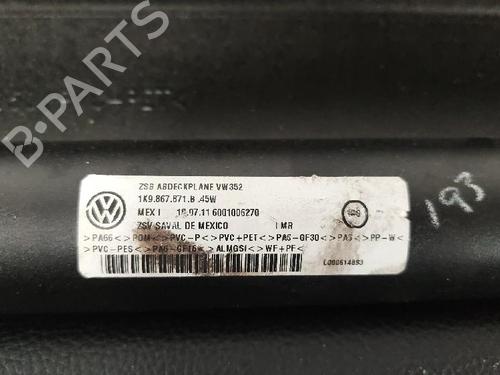 ZSB ABDECKPLANE VW352
1K9.867.871.B .45W
MEX 18.07.11 6001006270
ZSV SAVAL DE MEXICO LMR
>PA66<>POM<>PVC-P<>PVC+PET<>PA6-GF30<>PA6<>PP-W<
>PVC-PES<>PA6-GF15<>ALMGSI<>WF+PF<
L000614893
193
B-PARTS